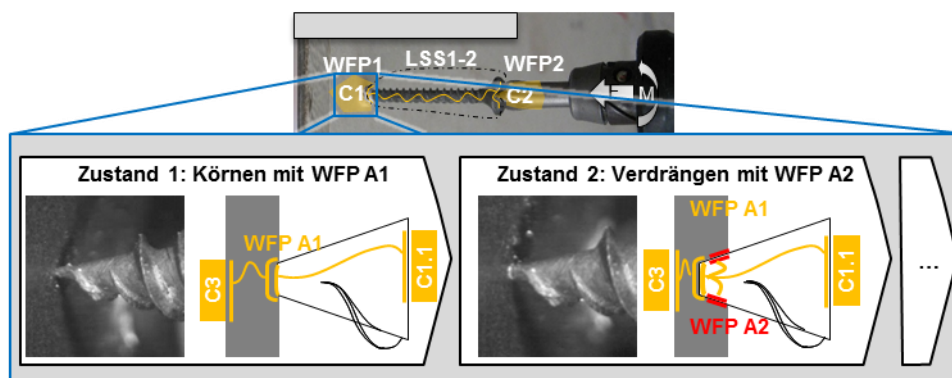 LSS1-2
WFP1
WFP2
C1
C2
F
M
Zustand 1: Körnen mit WFP A1
WFP A1
C3
C1.1
Zustand 2: Verdrängen mit WFP A2
WFP A1
C3
C1.1
WFP A2
...